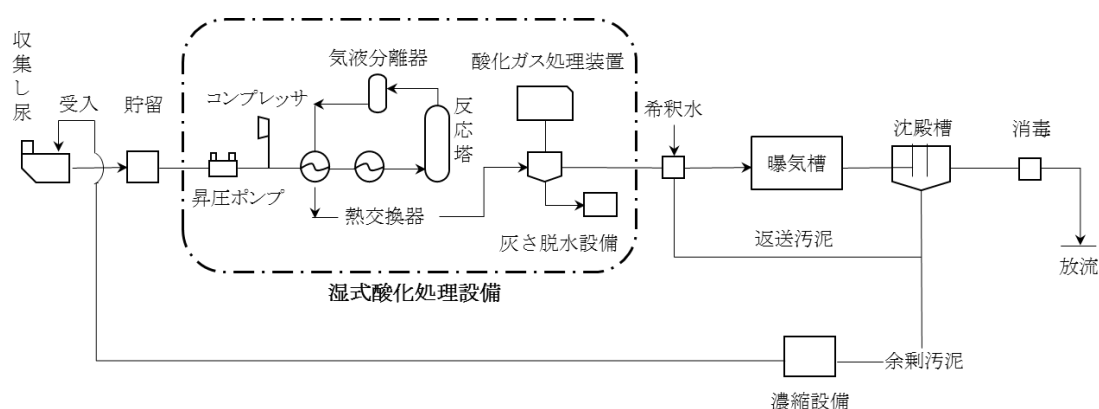 収集し尿
受入
貯留
コンプレッサ
昇圧ポンプ
気液分離器
反応塔
熱交換器
酸化ガス処理装置
灰さ脱水設備
湿式酸化処理設備
希釈水
曝気槽
沈殿槽
消毒
返送汚泥
放流
余剰汚泥
濃縮設備